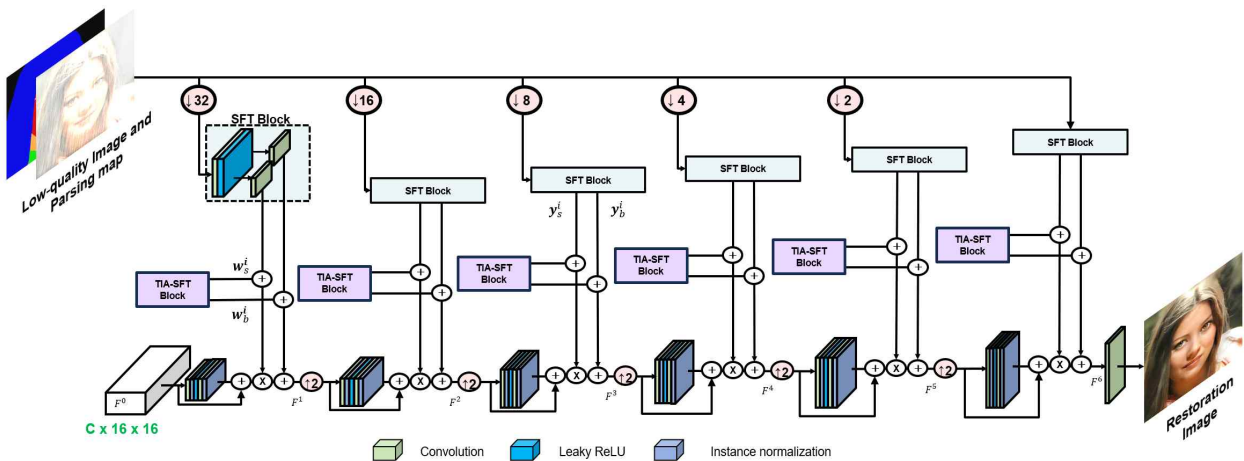 ↓32
↓16
↓8
↓4
↓2
Low-quality Image and
Parsing map
SFT Block
SFT Block
SFT Block
SFT Block
SFT Block
SFT Block
y_s^i
y_b^i
w_s^i
w_b^i
TIA-SFT
Block
TIA-SFT
Block
TIA-SFT
Block
TIA-SFT
Block
TIA-SFT
Block
TIA-SFT
Block
+ + + + + + + + + + + +
F^0
+ X + ↑2
F^1
+ X + ↑2
F^2
+ X + ↑2
F^3
+ X + ↑2
F^4
+ X + ↑2
F^5
+ X +
F^6
C x 16 x 16
Restoration
Image
Convolution
Leaky ReLU
Instance normalization